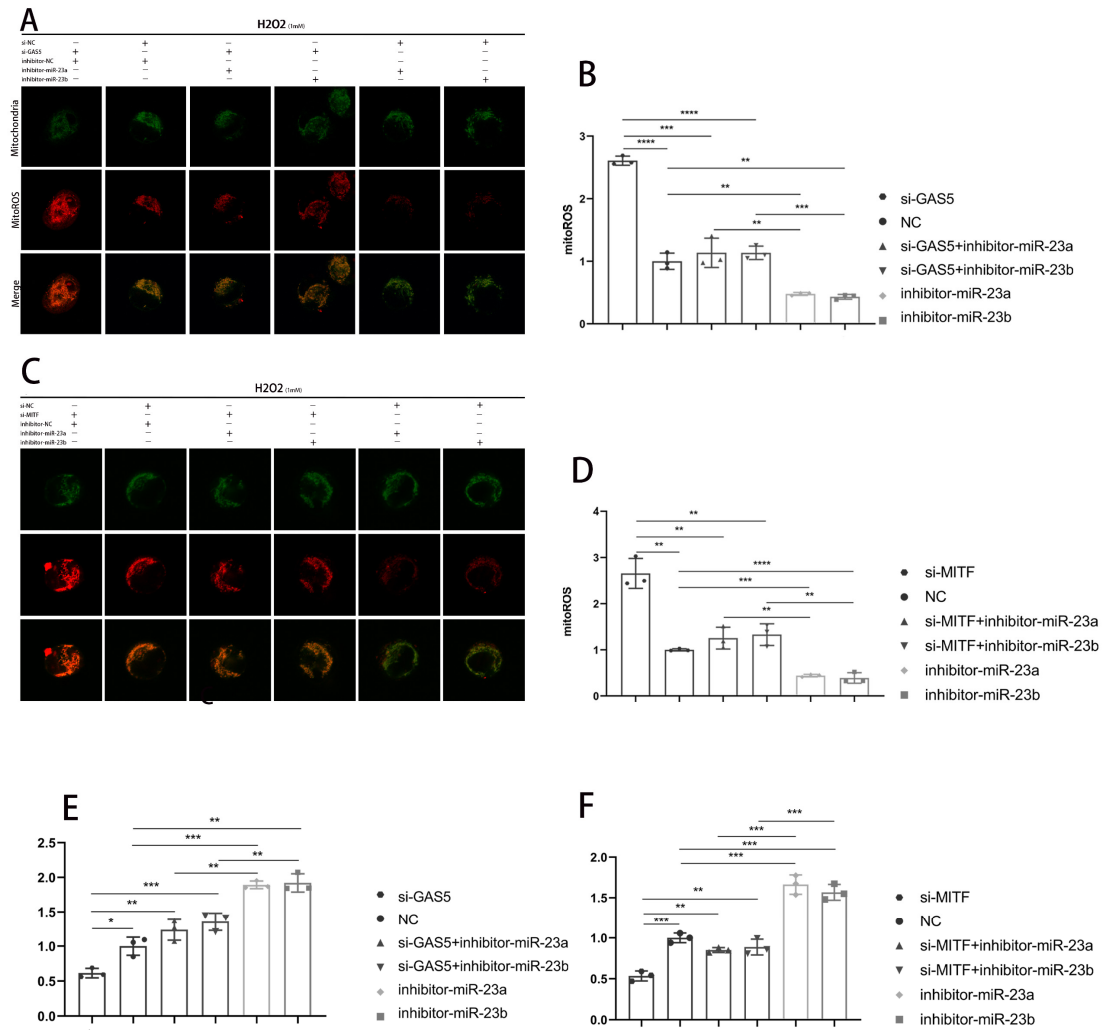 A
H2O2 (1mM)
si-NC − + − − + +
si-GAS5 + − + + − −
inhibitor-NC + + − − − −
inhibitor-miR-23a − − + − + −
inhibitor-miR-23b − − − + − +
Mitochondria
MitoROS
Merge
B
mitoROS
3
2
1
0
****
***
****
**
**
***
**
si-GAS5
NC
si-GAS5+inhibitor-miR-23a
si-GAS5+inhibitor-miR-23b
inhibitor-miR-23a
inhibitor-miR-23b
C
H2O2 (1mM)
si-NC − + − − + +
si-MITF + − + + − −
inhibitor-NC + + − − − −
inhibitor-miR-23a − − + − + −
inhibitor-miR-23b − − − + − +
D
mitoROS
4
3
2
1
0
**
**
**
****
***
**
**
si-MITF
NC
si-MITF+inhibitor-miR-23a
si-MITF+inhibitor-miR-23b
inhibitor-miR-23a
inhibitor-miR-23b
E
2.5
2.0
1.5
1.0
0.5
0.0
**
***
**
**
***
**
*
si-GAS5
NC
si-GAS5+inhibitor-miR-23a
si-GAS5+inhibitor-miR-23b
inhibitor-miR-23a
inhibitor-miR-23b
F
2.0
1.5
1.0
0.5
0.0
***
***
***
***
**
**
***
si-MITF
NC
si-MITF+inhibitor-miR-23a
si-MITF+inhibitor-miR-23b
inhibitor-miR-23a
inhibitor-miR-23b